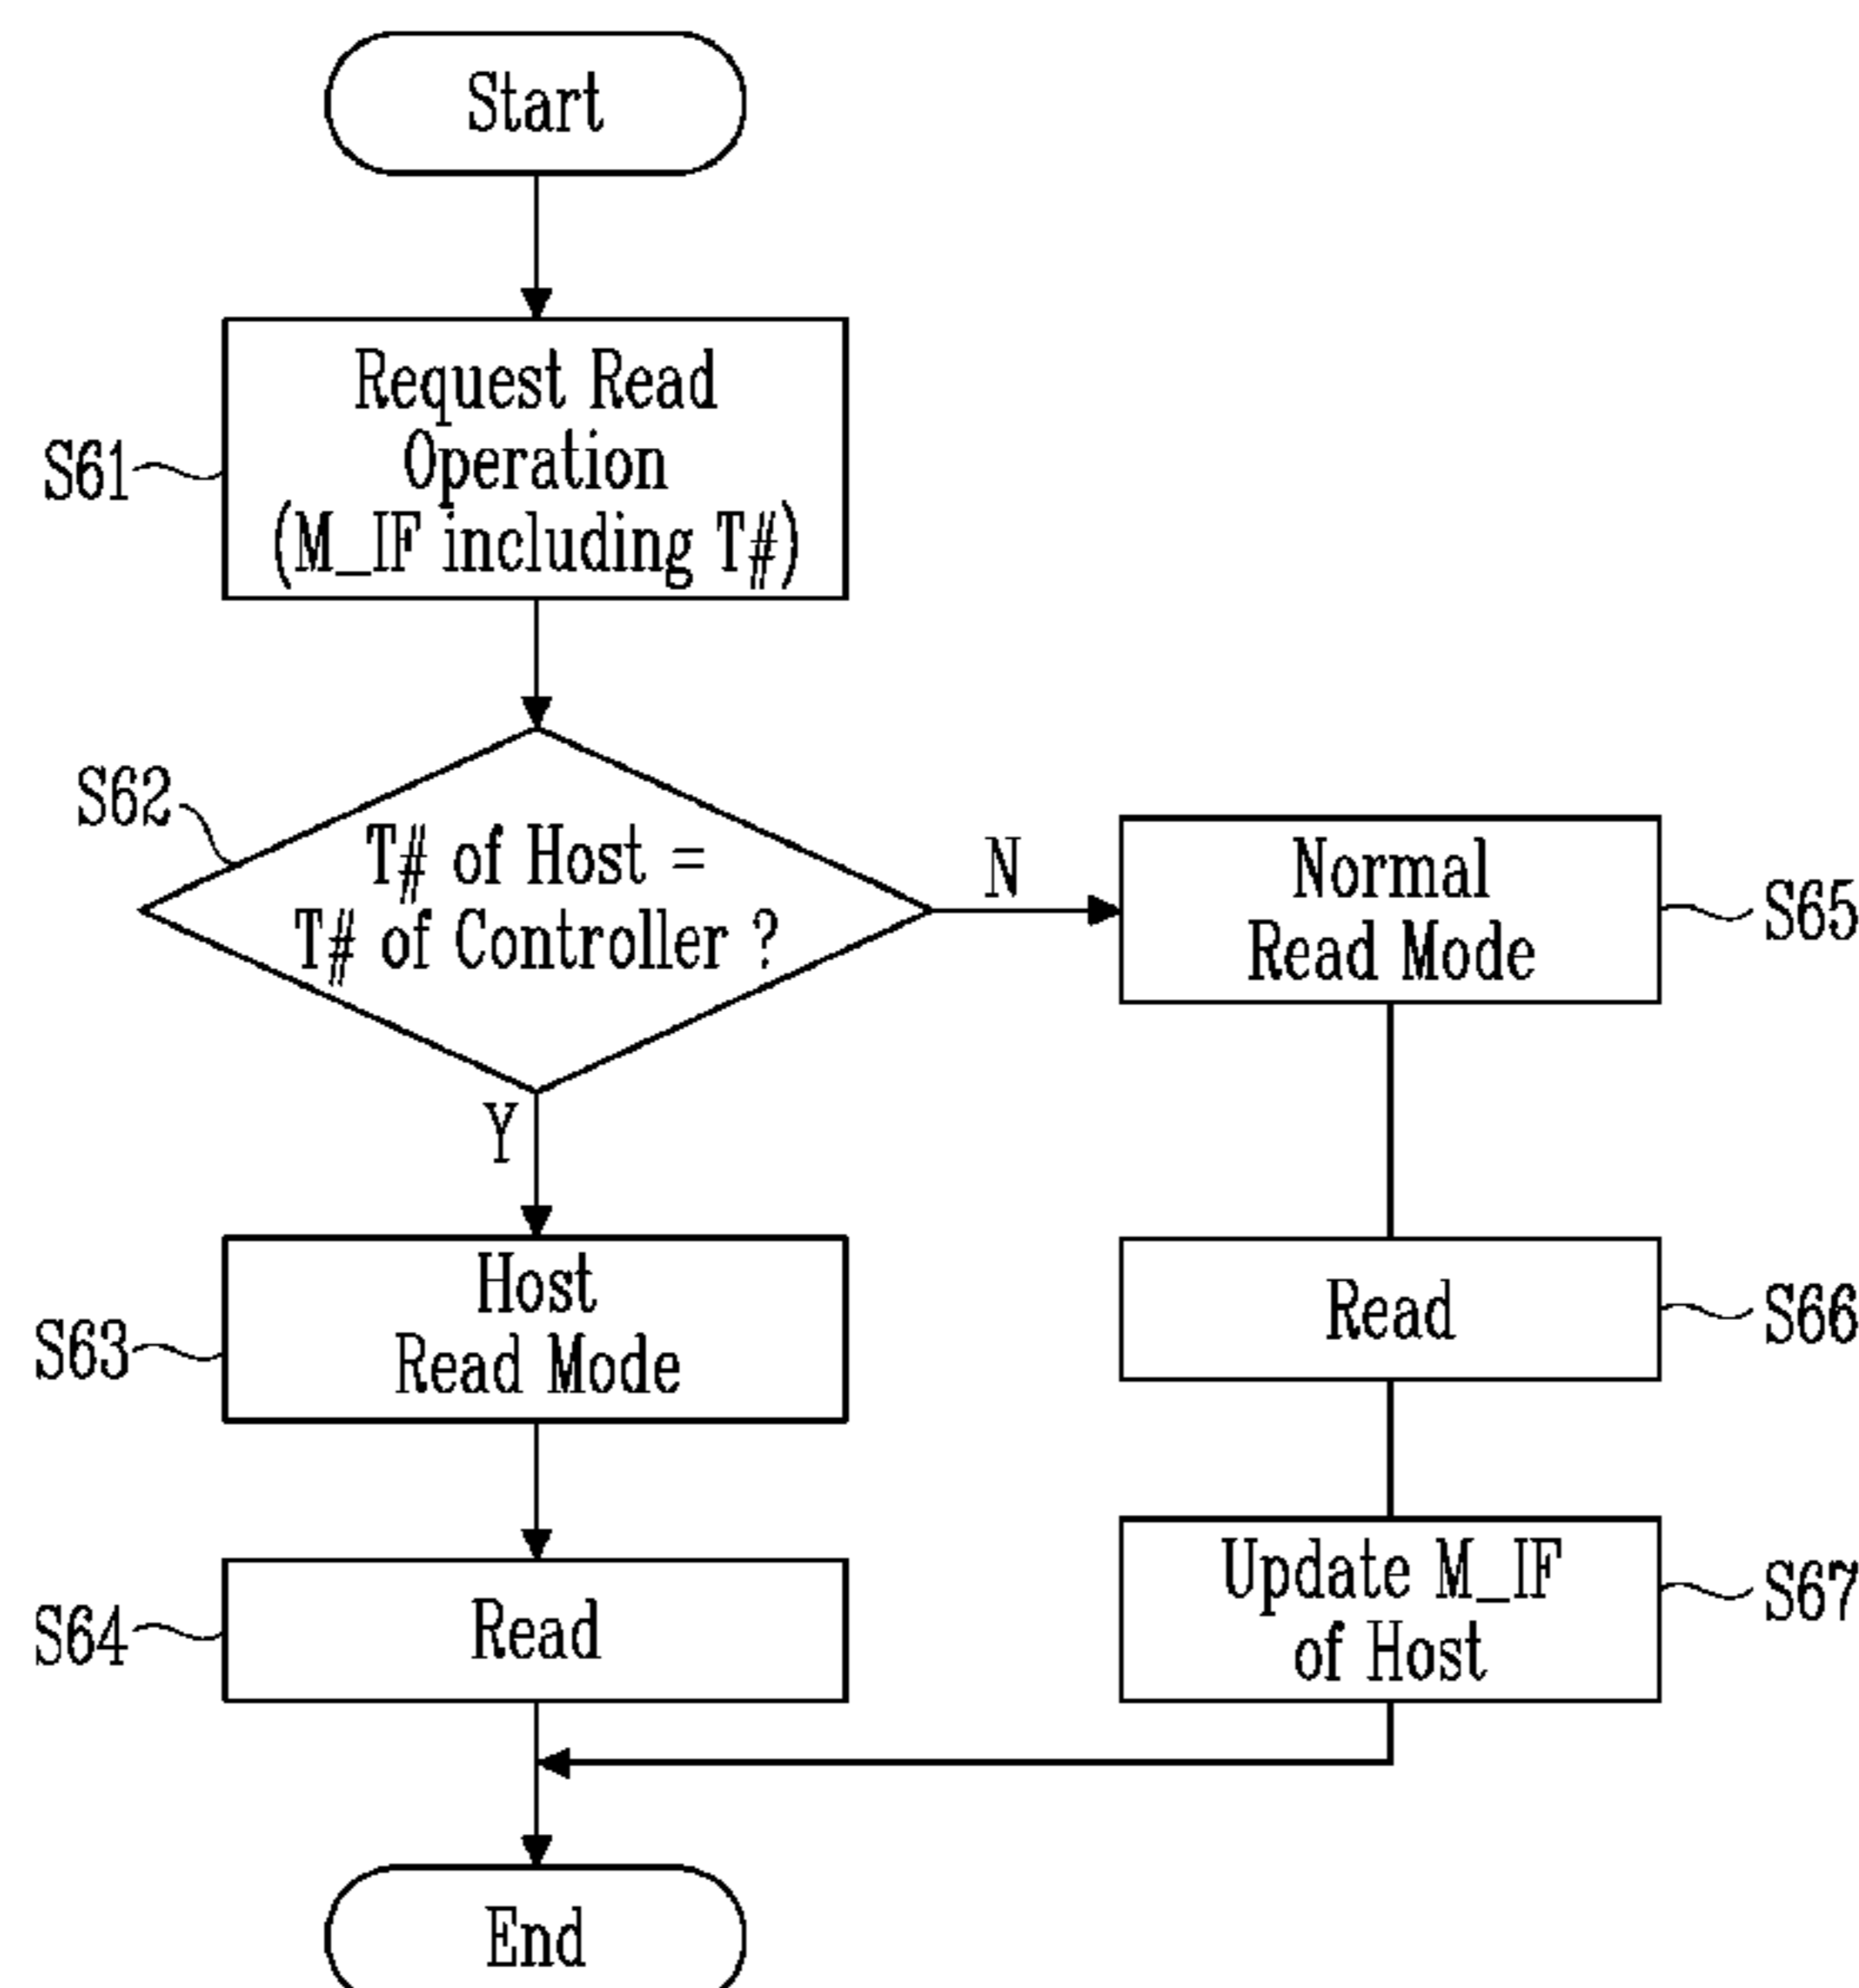 Start
S61
Request Read
Operation
(M_IF including T#)
S62
T# of Host =
T# of Controller ?
N
Y
Normal
Read Mode
S65
S63
Host
Read Mode
Read
S66
S64
Read
Update M_IF
of Host
S67
End